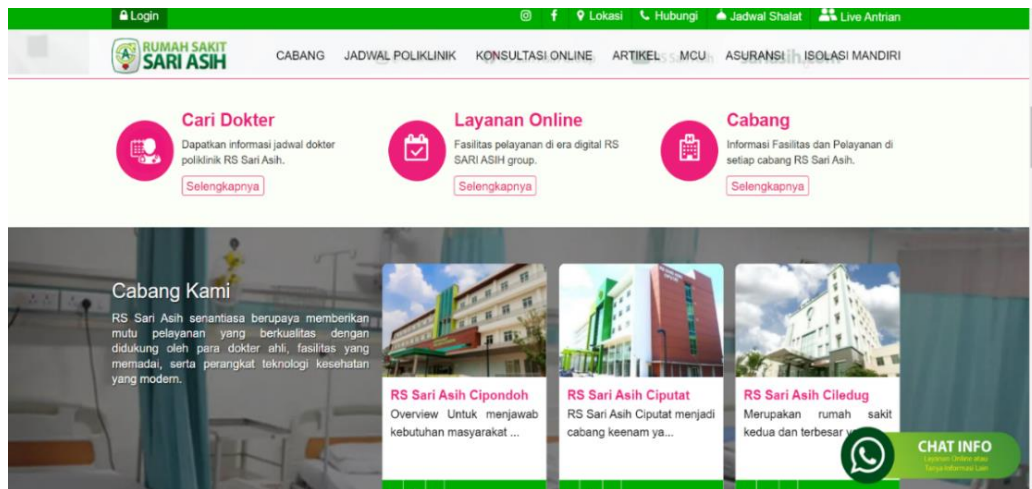 Login
Lokasi
Hubungi
Jadwal Shalat
Live Antrian
RUMAH SAKIT
SARI ASIH
CABANG
JADWAL POLIKLINIK
KONSULTASI ONLINE
ARTIKEL
MCU
ASURANSI
ISOLASI MANDIRI
Cari Dokter
Dapatkan informasi jadwal dokter
poliklinik RS Sari Asih.
Selengkapnya
Layanan Online
Fasilitas pelayanan di era digital RS
SARI ASIH group.
Selengkapnya
Cabang
Informasi Fasilitas dan Pelayanan di
setiap cabang RS Sari Asih.
Selengkapnya
Cabang Kami
RS Sari Asih senantiasa berupaya memberikan
mutu pelayanan yang berkualitas dengan
didukung oleh para dokter ahli, fasilitas yang
memadai, serta perangkat teknologi kesehatan
yang modern.
RS Sari Asih Cipondoh
Overview Untuk menjawab
kebutuhan masyarakat ...
RS Sari Asih Ciputat
RS Sari Asih Ciputat menjadi
cabang keenam ya...
RS Sari Asih Ciledug
Merupakan rumah sakit
kedua dan terbesar
CHAT INFO
Layanan Online atau
Tanya Informasi Lain